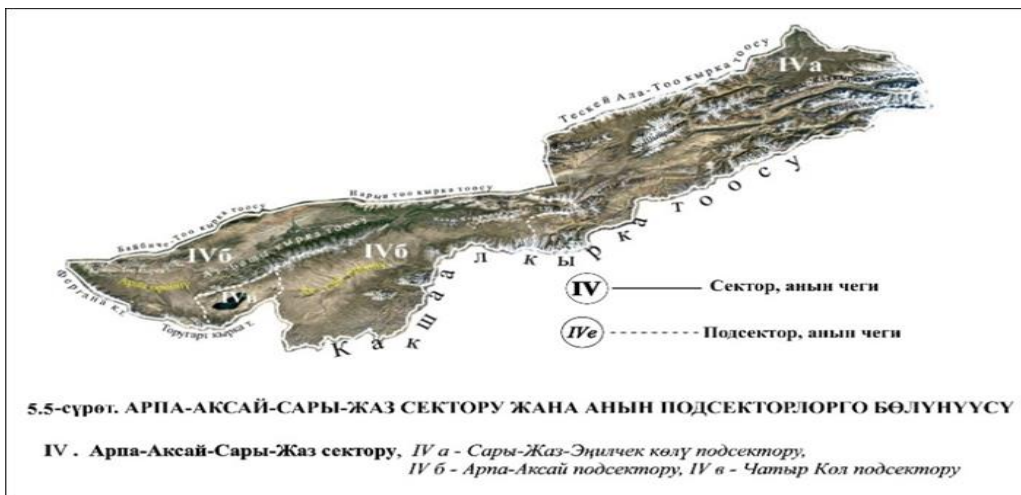 Тескей Ала-Тоо кырка тоосу
IVа
Нарын тоо кырка тоосу
Байбиче-Тоо кырка тоосу
IVб
IVб
Фергана к.т.
Торугарт кырка т.
Какшаал кырка тоосу
IV Сектор, анын чеги
IVе Подсектор, анын чеги
5.5-сүрөт. АРПА-АКСАЙ-САРЫ-ЖАЗ СЕКТОРУ ЖАНА АНЫН ПОДСЕКТОРЛОРГО БӨЛҮНҮҮСҮ
IV . Арпа-Аксай-Сары-Жаз сектору, IV а - Сары-Жаз-Эңилчек көлү подсектору,
IV б - Арпа-Аксай подсектору, IV в - Чатыр Кол подсектору